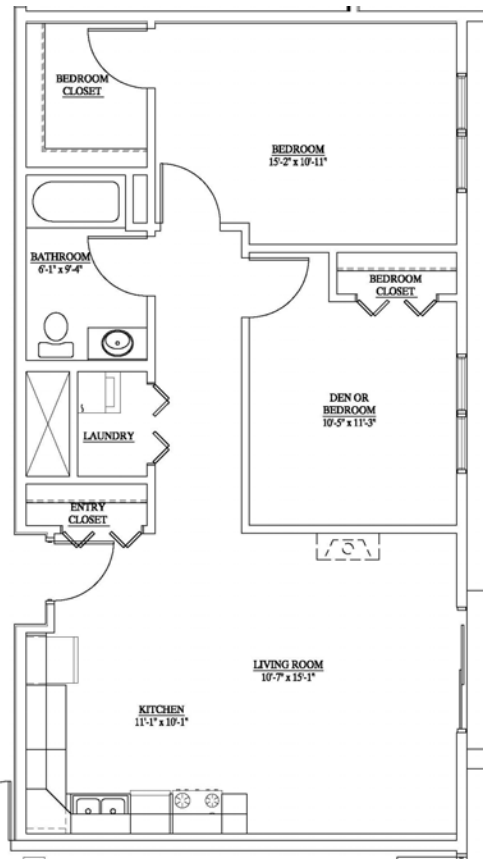 BEDROOM
CLOSET
BEDROOM
15'-2" x 10'-11"
BATHROOM
6'-1" x 9'-4"
BEDROOM
CLOSET
DEN OR
BEDROOM
10'-5" x 11'-3"
LAUNDRY
ENTRY
CLOSET
LIVING ROOM
10'-7" x 15'-1"
KITCHEN
11'-1" x 10'-1"